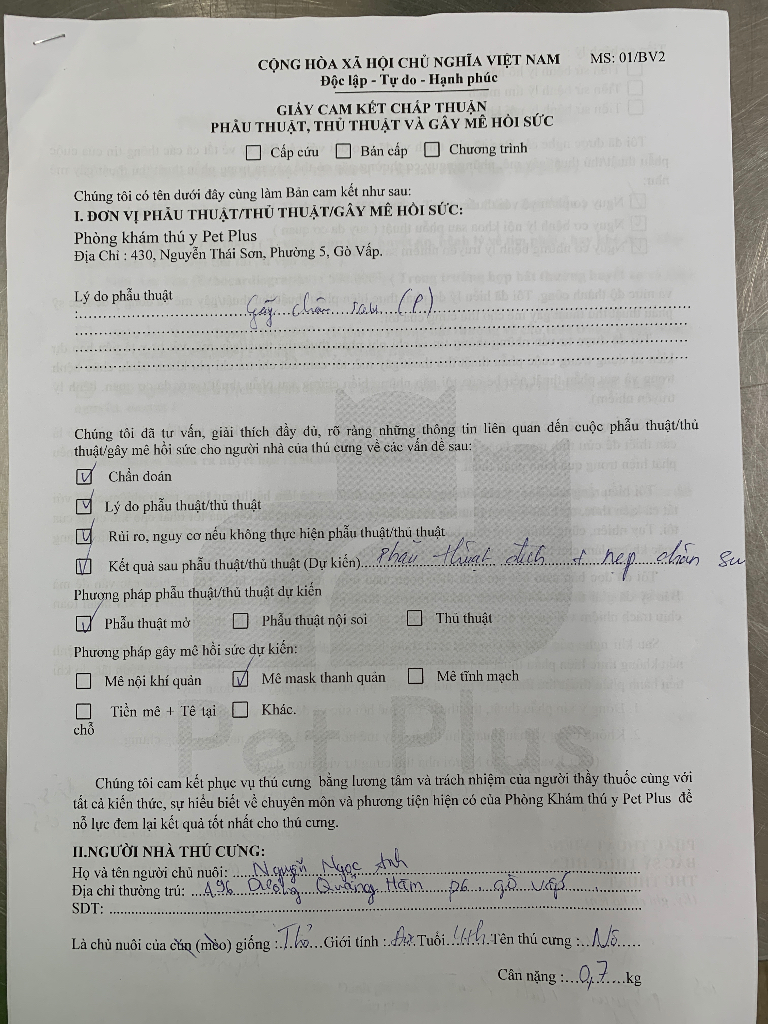 CỘNG HÒA XÃ HỘI CHỦ NGHĨA VIỆT NAM MS: 01/BV2
Độc lập - Tự do - Hạnh phúc
GIẤY CAM KẾT CHẤP THUẬN
PHẪU THUẬT, THỦ THUẬT VÀ GÂY MÊ HỒI SỨC
Cấp cứu Bán cấp Chương trình
Chúng tôi có tên dưới đây cùng làm Bản cam kết như sau:
I. ĐƠN VỊ PHẪU THUẬT/THỦ THUẬT/GÂY MÊ HỒI SỨC:
Phòng khám thú y Pet Plus
Địa Chỉ : 430, Nguyễn Thái Sơn, Phường 5, Gò Vấp.
Lý do phẫu thuật
: Gãy chân sau (P)
Chúng tôi đã tư vấn, giải thích đầy đủ, rõ ràng những thông tin liên quan đến cuộc phẫu thuật/thủ
thuật/gây mê hồi sức cho người nhà của thú cưng về các vấn đề sau:
Chẩn đoán
Lý do phẫu thuật/thủ thuật
Rủi ro, nguy cơ nếu không thực hiện phẫu thuật/thủ thuật
Kết quả sau phẫu thuật/thủ thuật (Dự kiến) Phẫu thuật đinh + nẹp chân
Phương pháp phẫu thuật/thủ thuật dự kiến
Phẫu thuật mở Phẫu thuật nội soi Thủ thuật
Phương pháp gây mê hồi sức dự kiến:
Mê nội khí quản Mê mask thanh quản Mê tĩnh mạch
Tiền mê + Tê tại Khác.
chỗ
Pet Plus
Chúng tôi cam kết phục vụ thú cưng bằng lương tâm và trách nhiệm của người thầy thuốc cùng với
tất cả kiến thức, sự hiểu biết về chuyên môn và phương tiện hiện có của Phòng Khám thú y Pet Plus để
nỗ lực đem lại kết quả tốt nhất cho thú cưng.
II.NGƯỜI NHÀ THÚ CƯNG:
Họ và tên người chủ nuôi: Nguyễn Ngọc Anh
Địa chỉ thường trú: A96 Dương Quảng Hàm P6. gò vấp
SDT:
Là chủ nuôi của cún (mèo) giống : Thỏ Giới tính : Đực Tuổi Tên thú cưng : Nô
Cân nặng : 0,7 kg